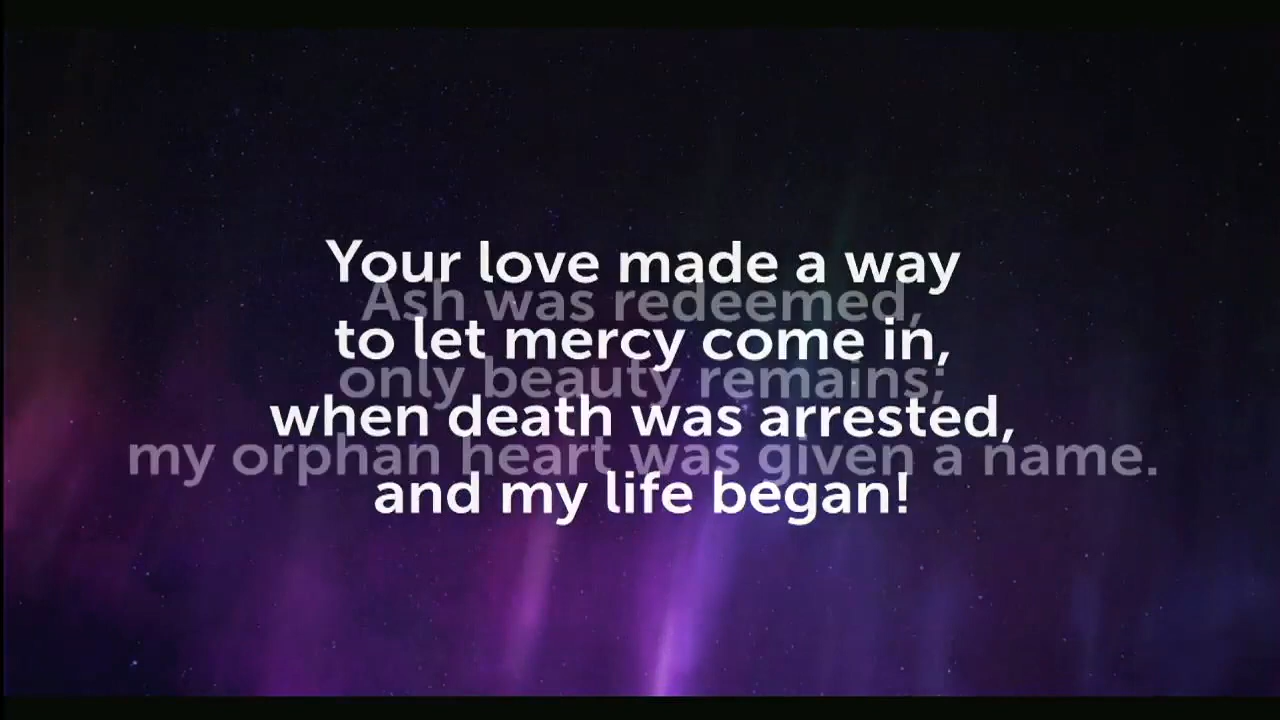 Your love made a way
Ash was redeemed,
to let mercy come in,
only beauty remains;
when death was arrested,
my orphan heart was given a name.
and my life began!